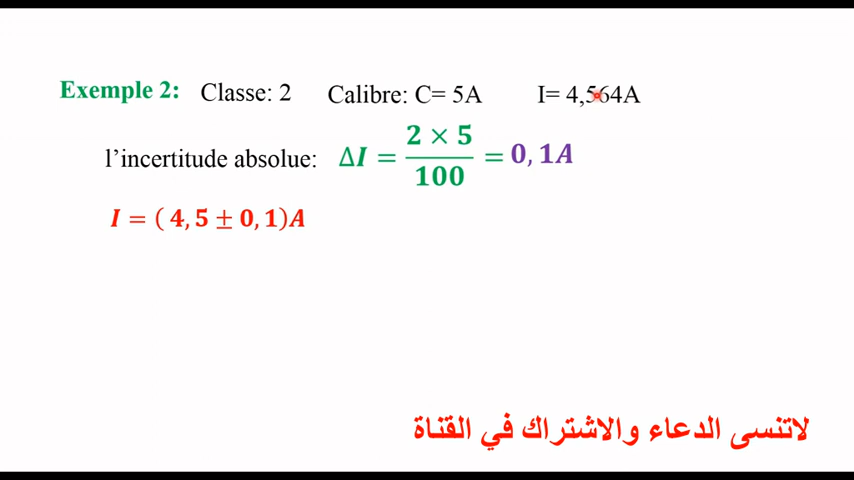 Exemple 2: Classe: 2 Calibre: C= 5A I= 4,564A
l’incertitude absolue: ΔI = (2 × 5)/100 = 0,1A
I = ( 4,5 ± 0,1)A
لاتنسى الدعاء والاشتراك في القناة